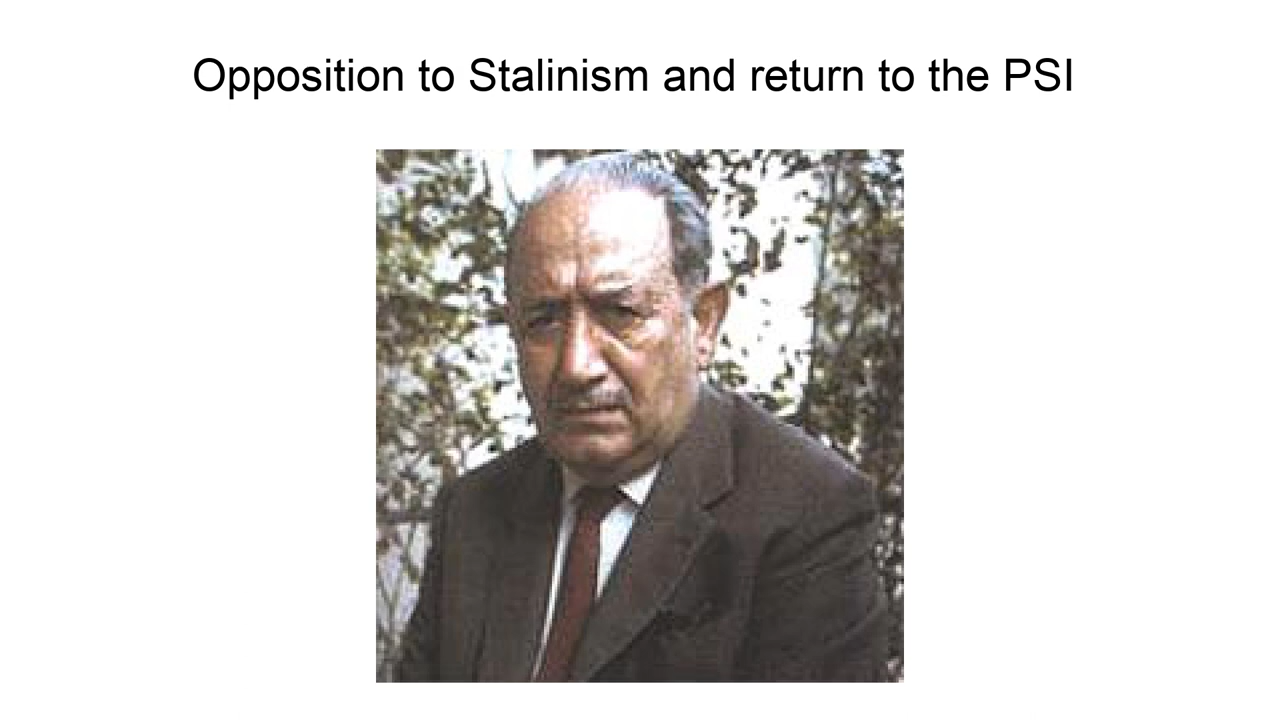 Opposition to Stalinism and return to the PSI